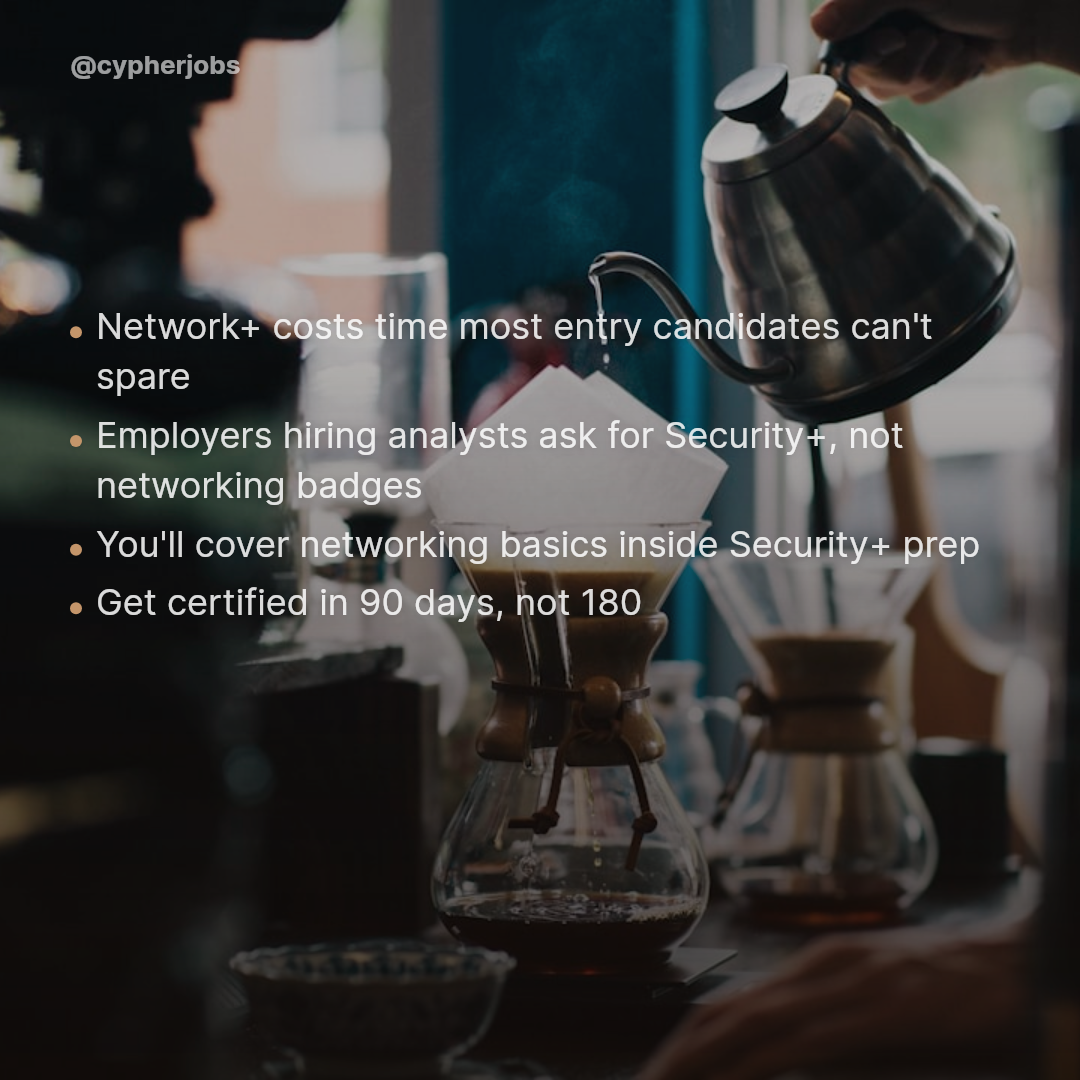 @cypherjobs
• Network+ costs time most entry candidates can't
spare
• Employers hiring analysts ask for Security+, not
networking badges
• You'll cover networking basics inside Security+ prep
• Get certified in 90 days, not 180